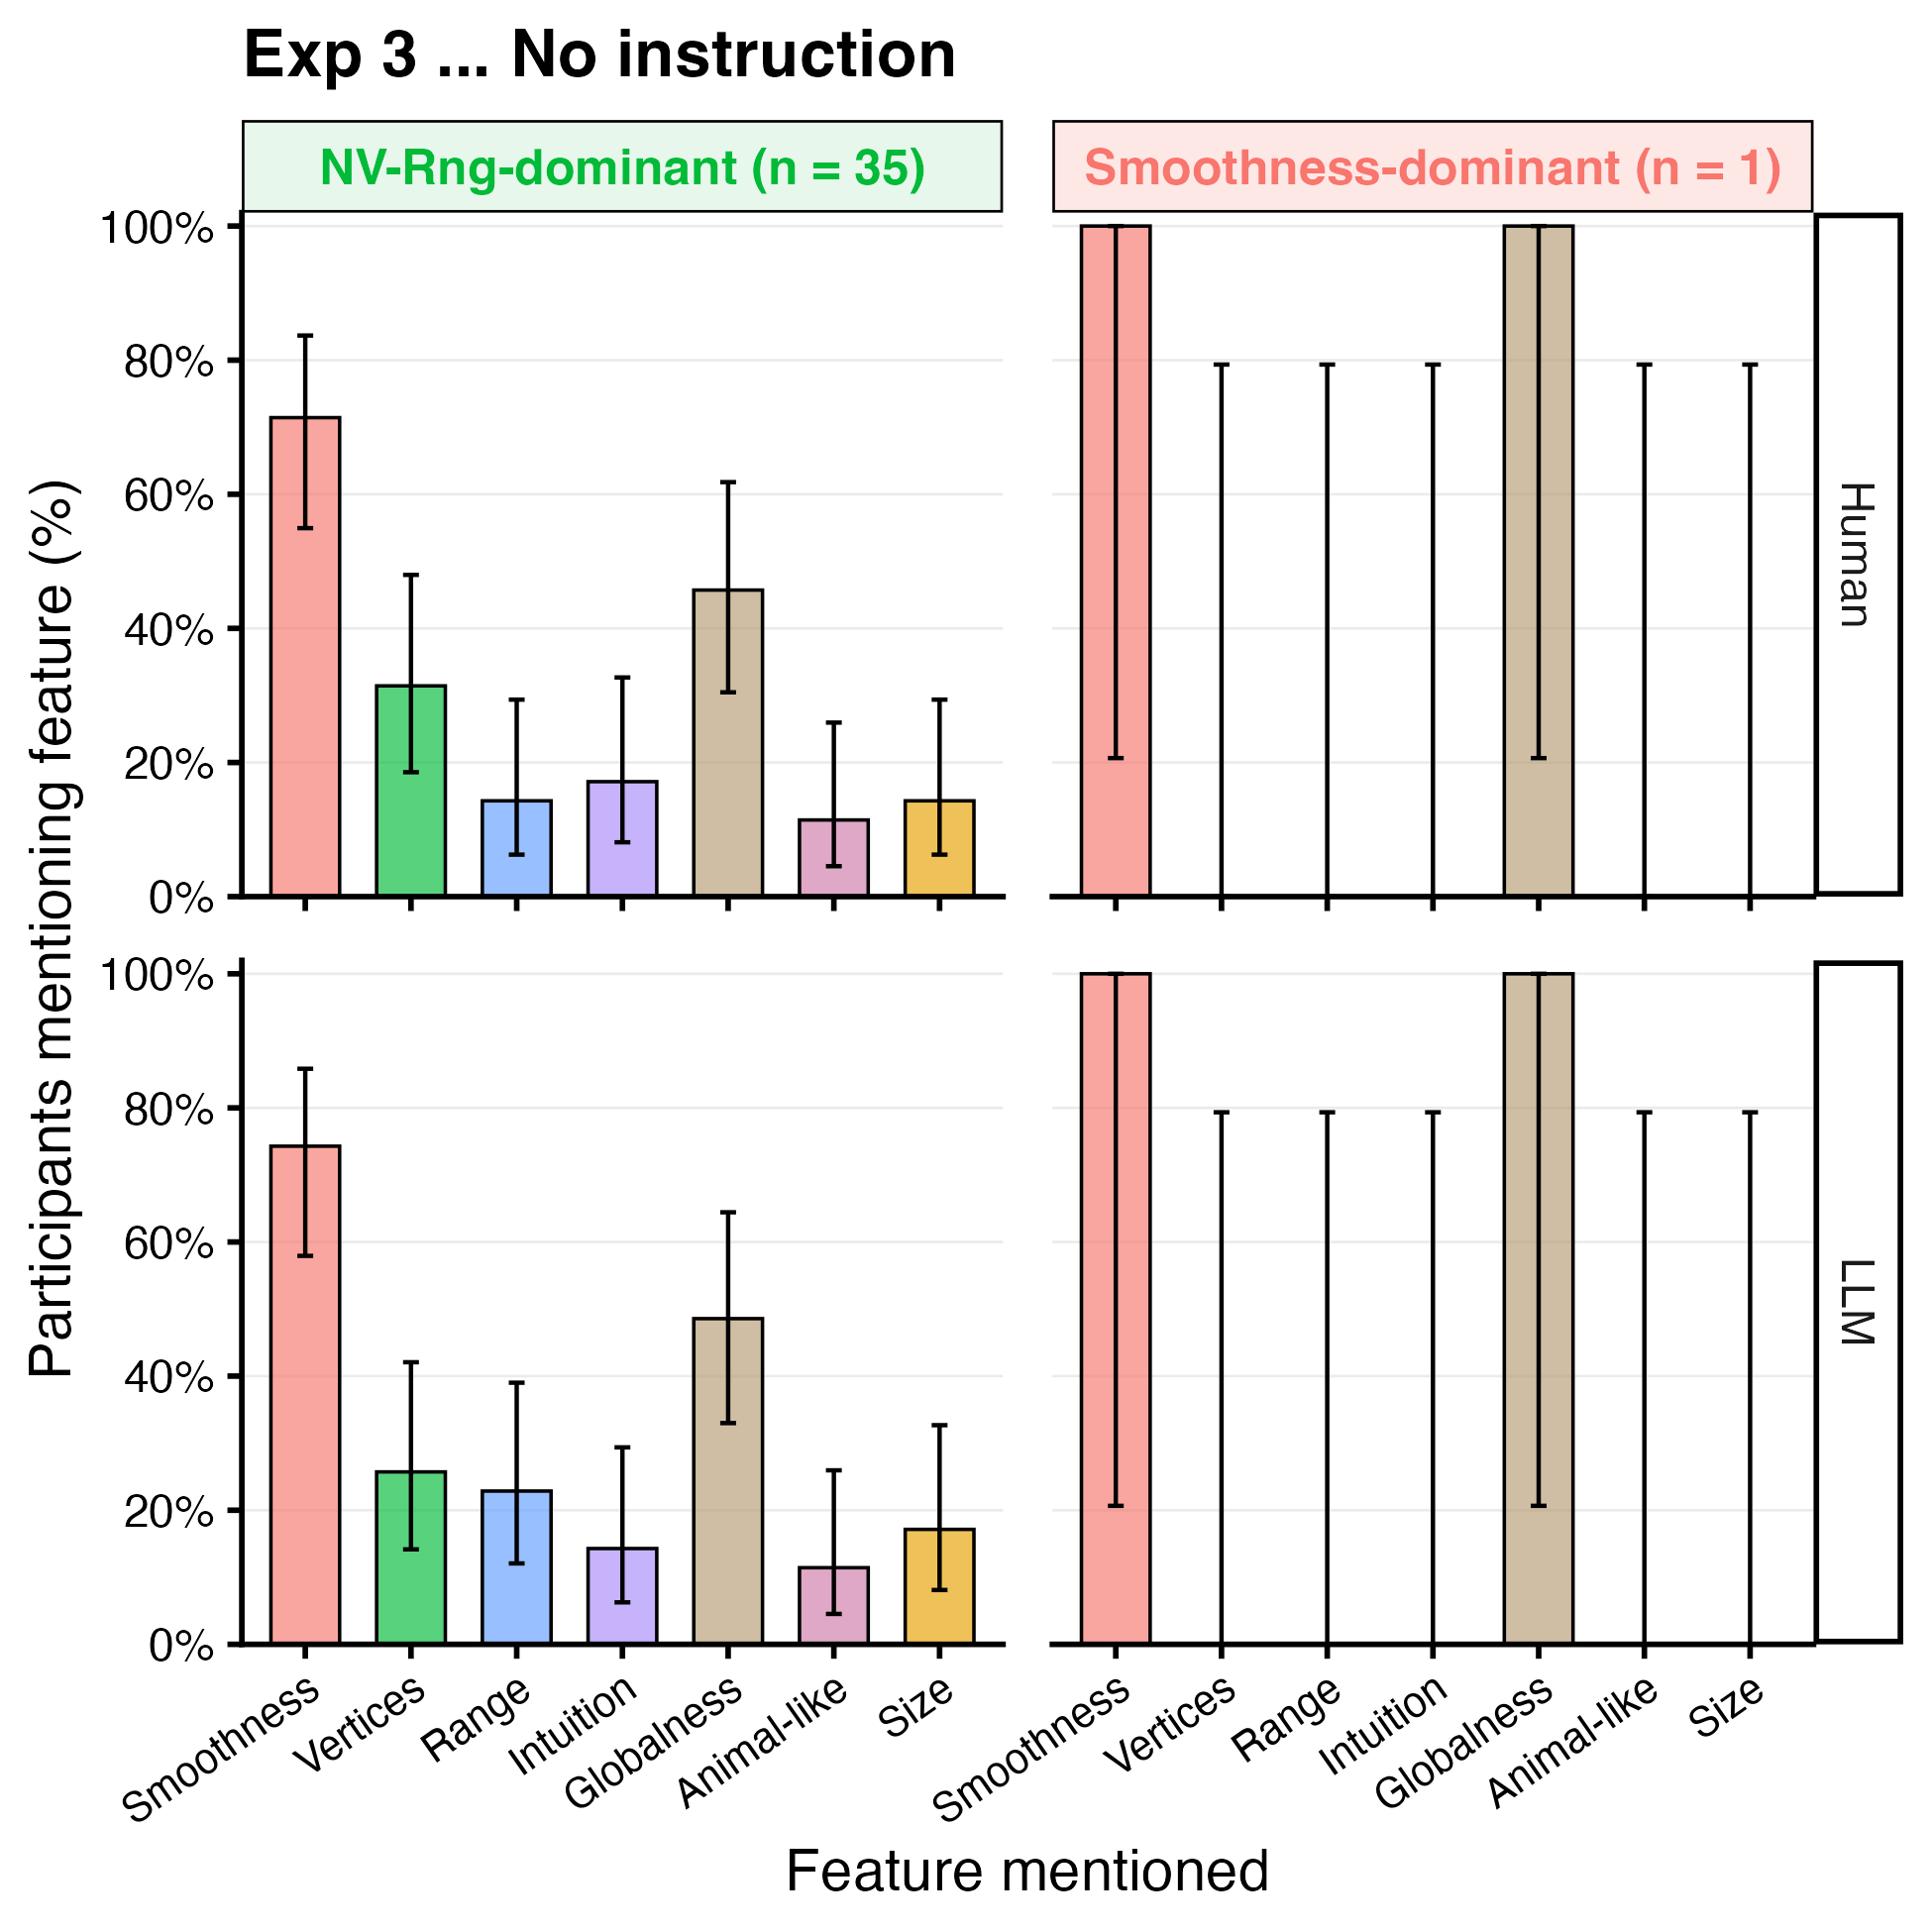 Exp 3 ... No instruction
NV-Rng-dominant (n = 35)
Smoothness-dominant (n = 1)
Participants mentioning feature (%)
100%
80%
60%
40%
20%
0%
Human
100%
80%
60%
40%
20%
0%
LLM
Smoothness
Vertices
Range
Intuition
Globalness
Animal-like
Size
Smoothness
Vertices
Range
Intuition
Globalness
Animal-like
Size
Feature mentioned